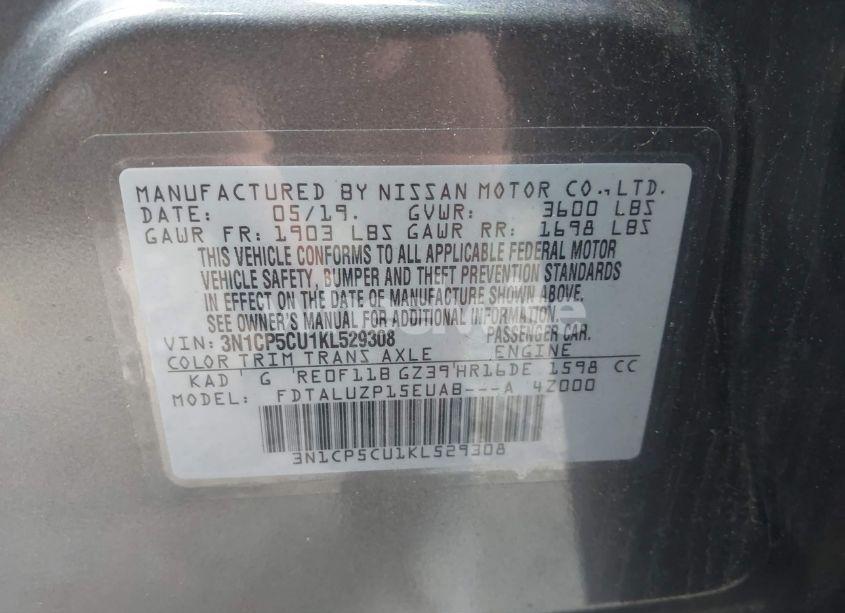 MANUFACTURED BY NISSAN MOTOR CO.,LTD.
DATE: 05/19. GVWR: 3600 LBS
GAWR FR: 1903 LBS GAWR RR: 1698 LBS
THIS VEHICLE CONFORMS TO ALL APPLICABLE FEDERAL MOTOR
VEHICLE SAFETY, BUMPER AND THEFT PREVENTION STANDARDS
IN EFFECT ON THE DATE OF MANUFACTURE SHOWN ABOVE.
SEE OWNER'S MANUAL FOR ADDITIONAL INFORMATION.
VIN: 3N1CP5CU1KL529308 PASSENGER CAR.
COLOR TRIM TRANS AXLE ENGINE
KAD G RE0F11B GZ39 HR16DE 1598 CC
MODEL: FDTALUZP15EUAB---A 4Z000
3N1CP5CU1KL529308